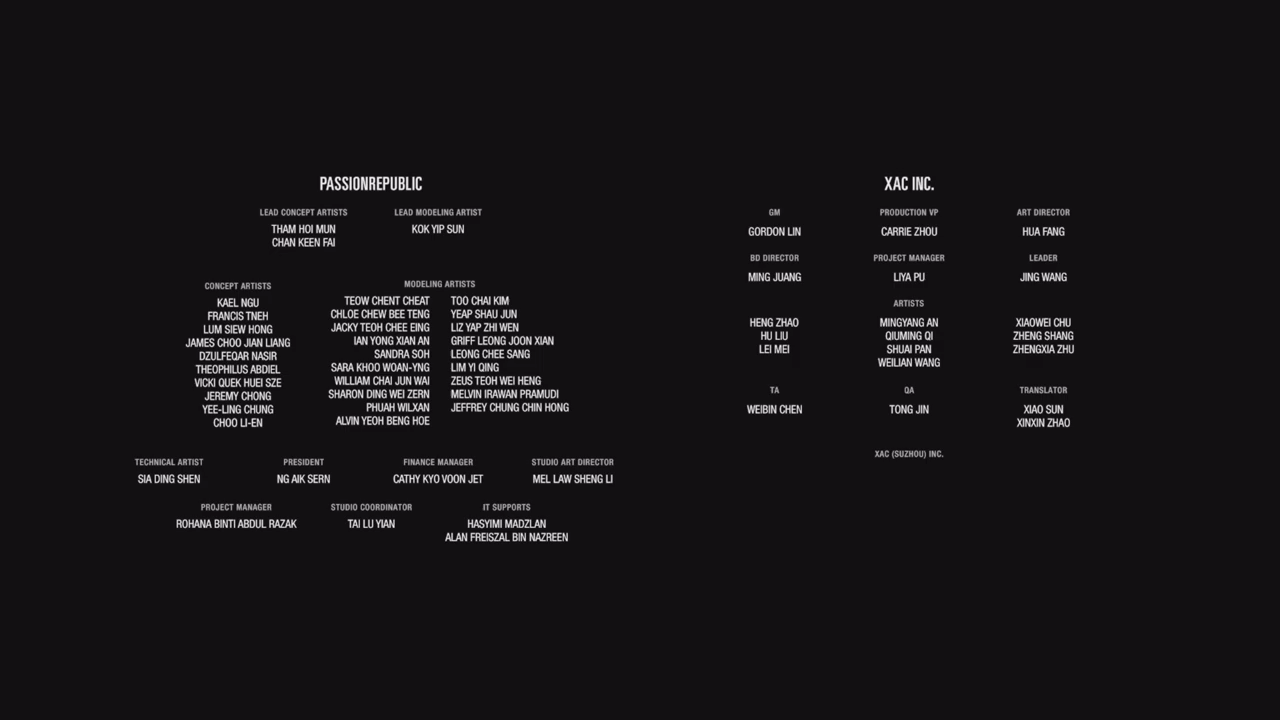 PASSIONREPUBLIC
LEAD CONCEPT ARTISTS
THAM HOI MUN
CHAN KEEN FAI
LEAD MODELING ARTIST
KOK YIP SUN
CONCEPT ARTISTS
KAEL NGU
FRANCIS TNEH
LUM SIEW HONG
JAMES CHOO JIAN LIANG
DZULFEQAR NASIR
THEOPHILUS ABDIEL
VICKI QUEK HUEI SZE
JEREMY CHONG
YEE-LING CHUNG
CHOO LI-EN
MODELING ARTISTS
TEOW CHENT CHEAT
CHLOE CHEW BEE TENG
JACKY TEOH CHEE EING
IAN YONG XIAN AN
SANDRA SOH
SARA KHOO WOAN-YNG
WILLIAM CHAI JUN WAI
SHARON DING WEI ZERN
PHUAH WILXAN
ALVIN YEOH BENG HOE
TOO CHAI KIM
YEAP SHAU JUN
LIZ YAP ZHI WEN
GRIFF LEONG JOON XIAN
LEONG CHEE SANG
LIM YI QING
ZEUS TEOH WEI HENG
MELVIN IRAWAN PRAMUDI
JEFFREY CHUNG CHIN HONG
TECHNICAL ARTIST
SIA DING SHEN
PRESIDENT
NG AIK SERN
FINANCE MANAGER
CATHY KYO VOON JET
STUDIO ART DIRECTOR
MEL LAW SHENG LI
PROJECT MANAGER
ROHANA BINTI ABDUL RAZAK
STUDIO COORDINATOR
TAI LU YIAN
IT SUPPORTS
HASYIMI MADZLAN
ALAN FREISZAL BIN NAZREEN
XAC INC.
GM
GORDON LIN
PRODUCTION VP
CARRIE ZHOU
ART DIRECTOR
HUA FANG
BD DIRECTOR
MING JUANG
PROJECT MANAGER
LIYA PU
LEADER
JING WANG
ARTISTS
HENG ZHAO
HU LIU
LEI MEI
MINGYANG AN
QIUMING QI
SHUAI PAN
WEILIAN WANG
XIAOWEI CHU
ZHENG SHANG
ZHENGXIA ZHU
TA
WEIBIN CHEN
QA
TONG JIN
TRANSLATOR
XIAO SUN
XINXIN ZHAO
XAC (SUZHOU) INC.